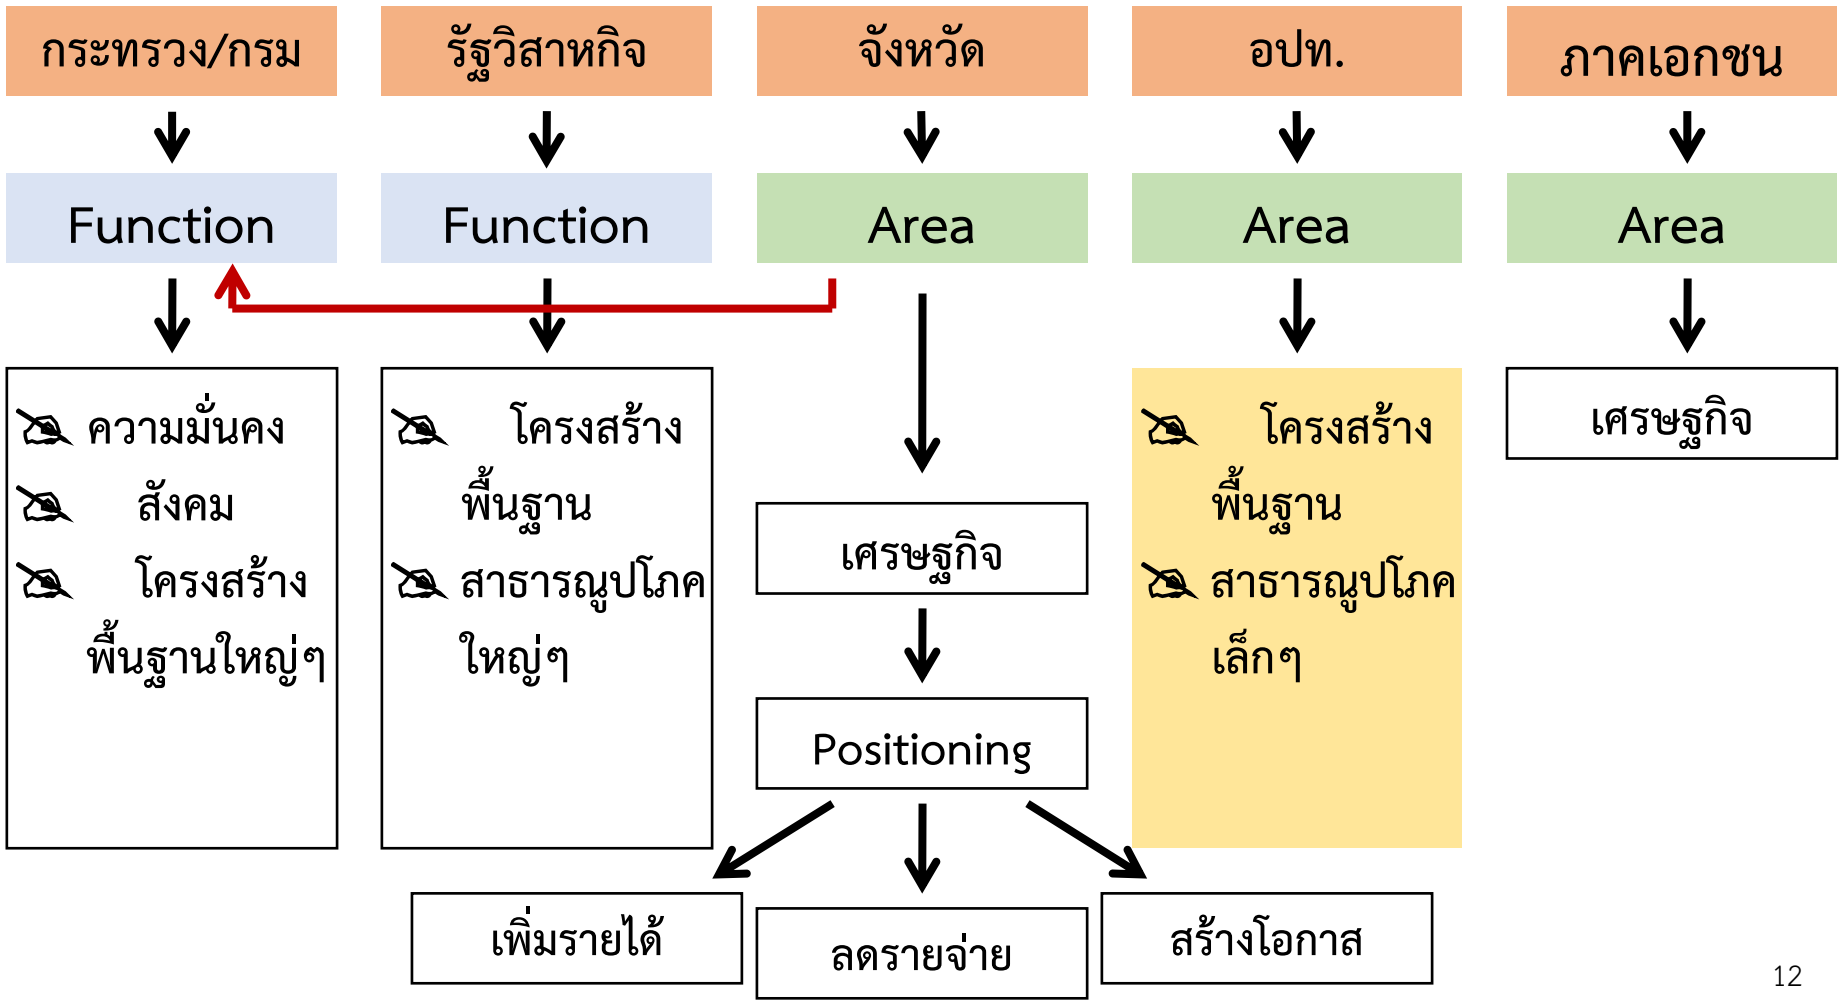 กระทรวง/กรม
รัฐวิสาหกิจ
จังหวัด
อปท.
ภาคเอกชน
Function
Function
Area
Area
Area
ความมั่นคง
สังคม
โครงสร้าง
พื้นฐานใหญ่ๆ
โครงสร้าง
พื้นฐาน
สาธารณูปโภค
ใหญ่ๆ
เศรษฐกิจ
Positioning
เพิ่มรายได้
ลดรายจ่าย
สร้างโอกาส
โครงสร้าง
พื้นฐาน
สาธารณูปโภค
เล็กๆ
เศรษฐกิจ
12